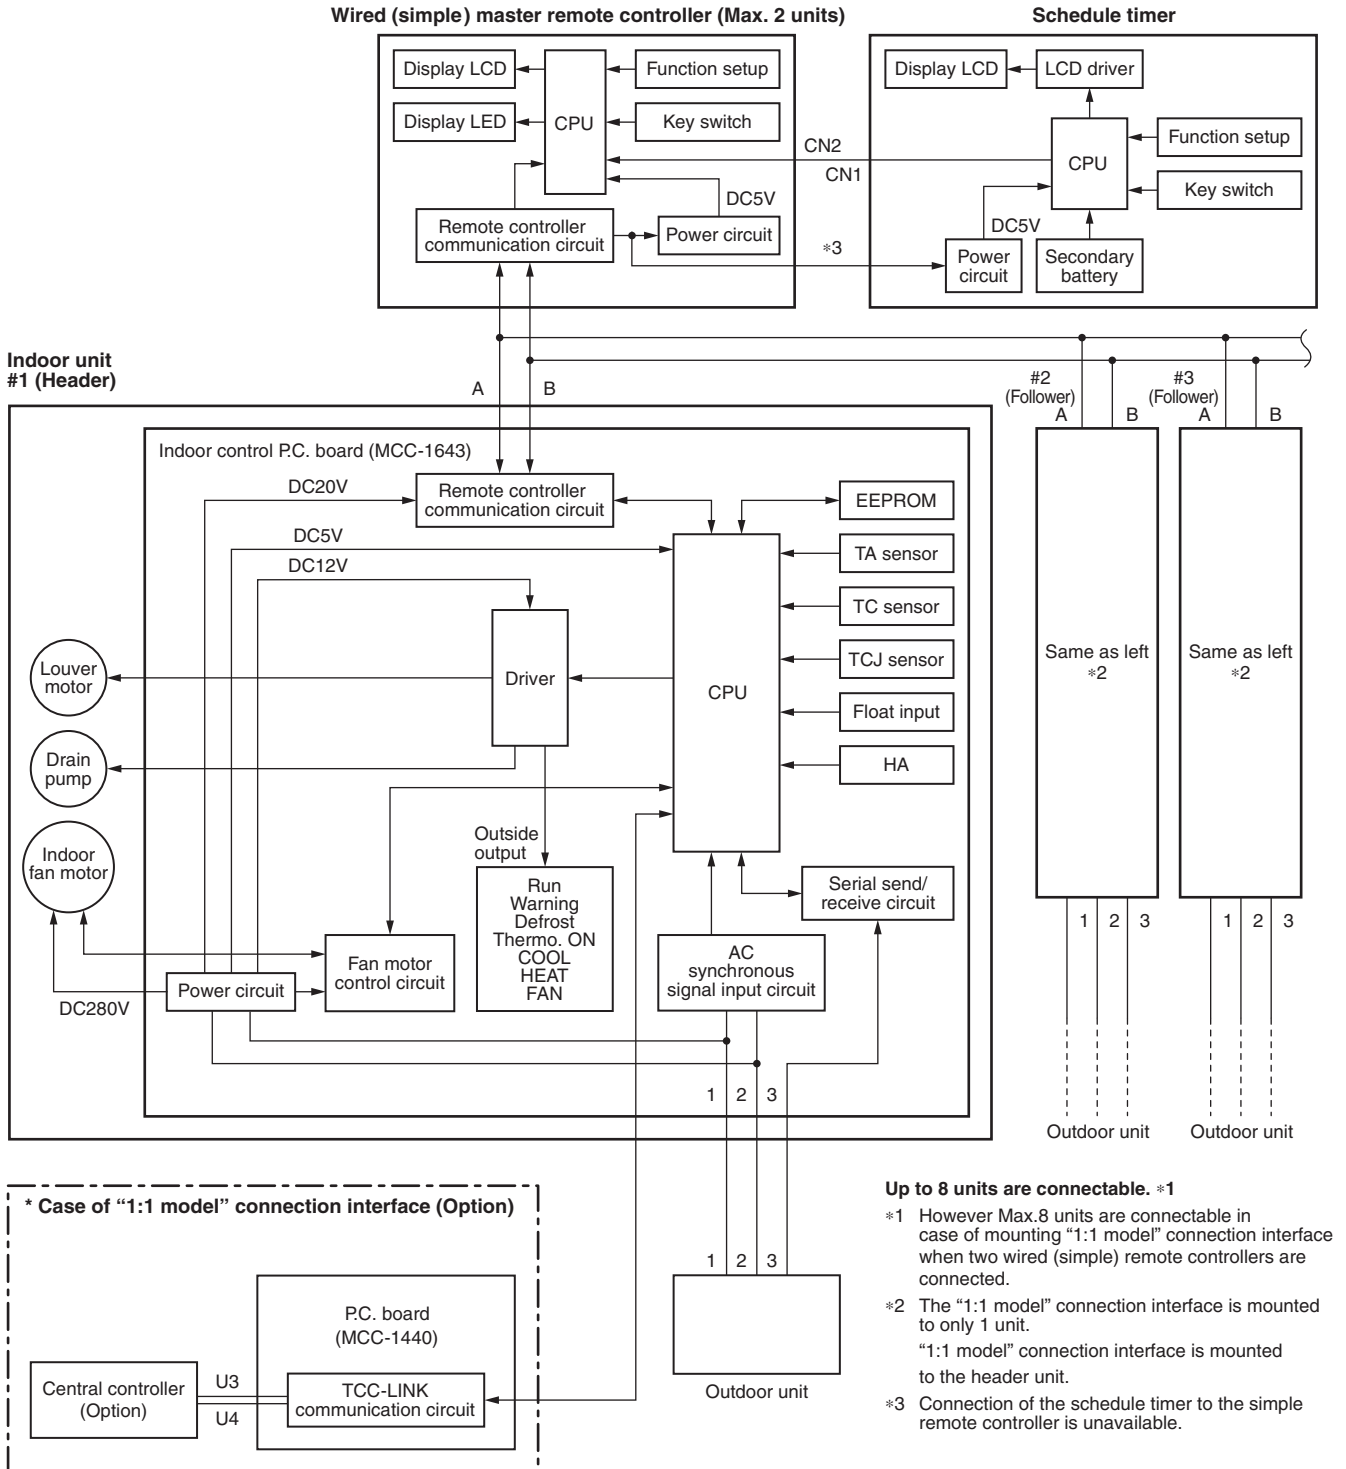 Wired (simple) master remote controller (Max. 2 units)
Schedule timer
Display LCD
CPU
Function setup
Display LED
Key switch
Remote controller
communication circuit
DC5V
Power circuit
CN2
CN1
∗3
Display LCD
LCD driver
CPU
Function setup
Key switch
DC5V
Power
circuit
Secondary
battery
Indoor unit
#1 (Header)
A
B
#2
(Follower)
A
B
#3
(Follower)
A
B
Indoor control P.C. board (MCC-1643)
DC20V
Remote controller
communication circuit
DC5V
DC12V
EEPROM
TA sensor
TC sensor
TCJ sensor
Float input
HA
CPU
Driver
Louver
motor
Drain
pump
Indoor
fan motor
Outside
output
Run
Warning
Defrost
Thermo. ON
COOL
HEAT
FAN
Serial send/
receive circuit
AC
synchronous
signal input circuit
Fan motor
control circuit
Power circuit
DC280V
1
2
3
Same as left
∗2
1
2
3
Outdoor unit
Same as left
∗2
1
2
3
Outdoor unit
* Case of “1:1 model” connection interface (Option)
P.C. board
(MCC-1440)
Central controller
(Option)
U3
U4
TCC-LINK
communication circuit
1
2
3
Outdoor unit
Up to 8 units are connectable. ∗1
∗1 However Max.8 units are connectable in
case of mounting “1:1 model” connection interface
when two wired (simple) remote controllers are
connected.
∗2 The “1:1 model” connection interface is mounted
to only 1 unit.
“1:1 model” connection interface is mounted
to the header unit.
∗3 Connection of the schedule timer to the simple
remote controller is unavailable.